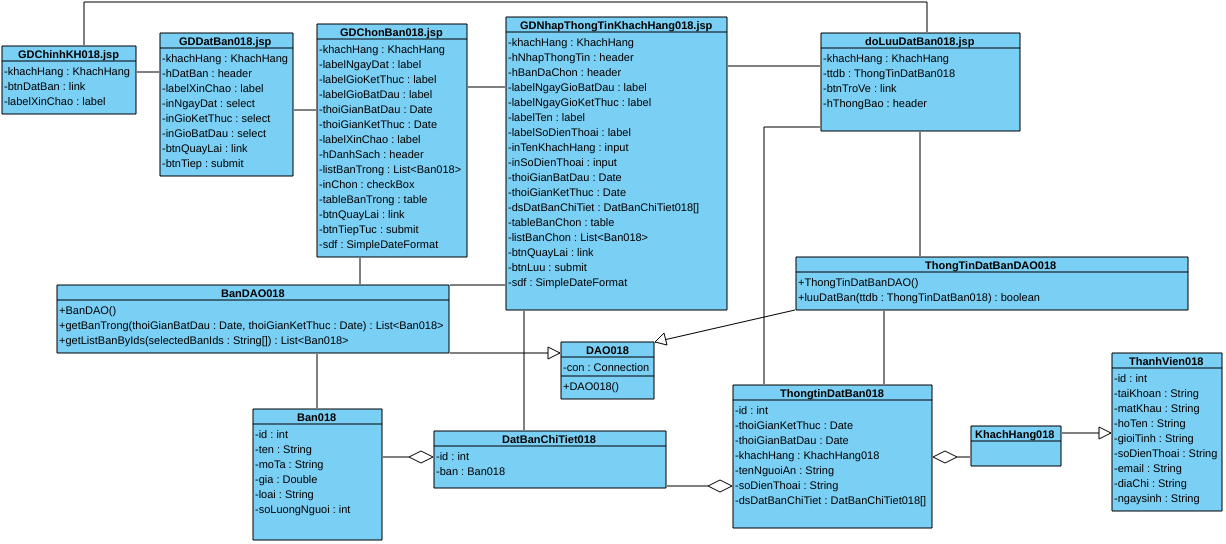 GDChinhKH018.jsp
-khachHang : KhachHang
-btnDatBan : link
-labelXinChao : label
GDDatBan018.jsp
-khachHang : KhachHang
-hDatBan : header
-labelXinChao : label
-inNgayDat : select
-inGioKetThuc : select
-inGioBatDau : select
-btnQuayLai : link
-btnTiep : submit
GDChonBan018.jsp
-khachHang : KhachHang
-labelNgayDat : label
-labelGioKetThuc : label
-labelGioBatDau : label
-thoiGianBatDau : Date
-thoiGianKetThuc : Date
-labelXinChao : label
-hDanhSach : header
-listBanTrong : List<Ban018>
-inChon : checkBox
-tableBanTrong : table
-btnQuayLai : link
-btnTiepTuc : submit
-sdf : SimpleDateFormat
GDNhapThongTinKhachHang018.jsp
-khachHang : KhachHang
-hNhapThongTin : header
-hBanDaChon : header
-labelNgayGioBatDau : label
-labelNgayGioKetThuc : label
-labelTen : label
-labelSoDienThoai : label
-inTenKhachHang : input
-inSoDienThoai : input
-thoiGianBatDau : Date
-thoiGianKetThuc : Date
-dsDatBanChiTiet : DatBanChiTiet018[]
-tableBanChon : table
-listBanChon : List<Ban018>
-btnQuayLai : link
-btnLuu : submit
-sdf : SimpleDateFormat
doLuuDatBan018.jsp
-khachHang : KhachHang
-ttdb : ThongTinDatBan018
-btnTroVe : link
-hThongBao : header
BanDAO018
+BanDAO()
+getBanTrong(thoiGianBatDau : Date, thoiGianKetThuc : Date) : List<Ban018>
+getListBanByIds(selectedBanIds : String[]) : List<Ban018>
ThongTinDatBanDAO018
+ThongTinDatBanDAO()
+luuDatBan(ttdb : ThongTinDatBan018) : boolean
DAO018
-con : Connection
+DAO018()
Ban018
-id : int
-ten : String
-moTa : String
-gia : Double
-loai : String
-soLuongNguoi : int
DatBanChiTiet018
-id : int
-ban : Ban018
ThongtinDatBan018
-id : int
-thoiGianKetThuc : Date
-thoiGianBatDau : Date
-khachHang : KhachHang018
-tenNguoiAn : String
-soDienThoai : String
-dsDatBanChiTiet : DatBanChiTiet018[]
KhachHang018
ThanhVien018
-id : int
-taiKhoan : String
-matKhau : String
-hoTen : String
-gioiTinh : String
-soDienThoai : String
-email : String
-diaChi : String
-ngaysinh : String